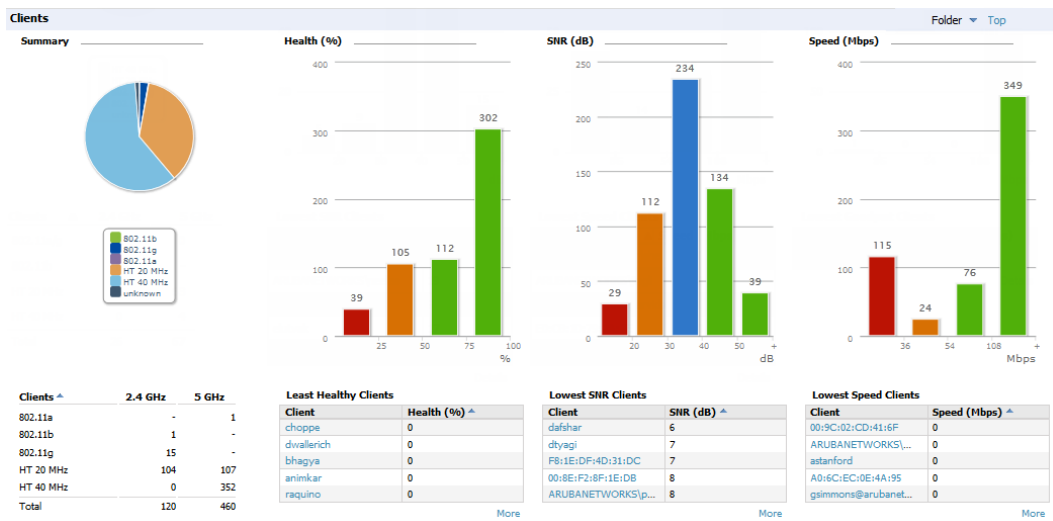 Clients
Folder Top
Summary
802.11b
802.11g
802.11a
HT 20 MHz
HT 40 MHz
unknown
Health (%)
400
300
200
100
0
39
105
112
302
25 50 75 100
%
SNR (dB)
250
200
150
100
50
0
29
112
234
134
39
20 30 40 50 +
dB
Speed (Mbps)
400
300
200
100
0
115
24
76
349
36 54 108 +
Mbps
Clients 2.4 GHz 5 GHz
802.11a - 1
802.11b 1 -
802.11g 15 -
HT 20 MHz 104 107
HT 40 MHz 0 352
Total 120 460
Least Healthy Clients
Client Health (%)
choppe 0
dwallerich 0
bhagya 0
animkar 0
raquino 0
More
Lowest SNR Clients
Client SNR (dB)
dafshar 6
dtyagi 7
F8:1E:DF:4D:31:DC 7
00:8E:F2:8F:1E:DB 8
ARUBANETWORKS\p... 8
More
Lowest Speed Clients
Client Speed (Mbps)
00:9C:02:CD:41:6F 0
ARUBANETWORKS\... 0
astanford 0
A0:6C:EC:0E:4A:95 0
gsimmons@arubanet... 0
More